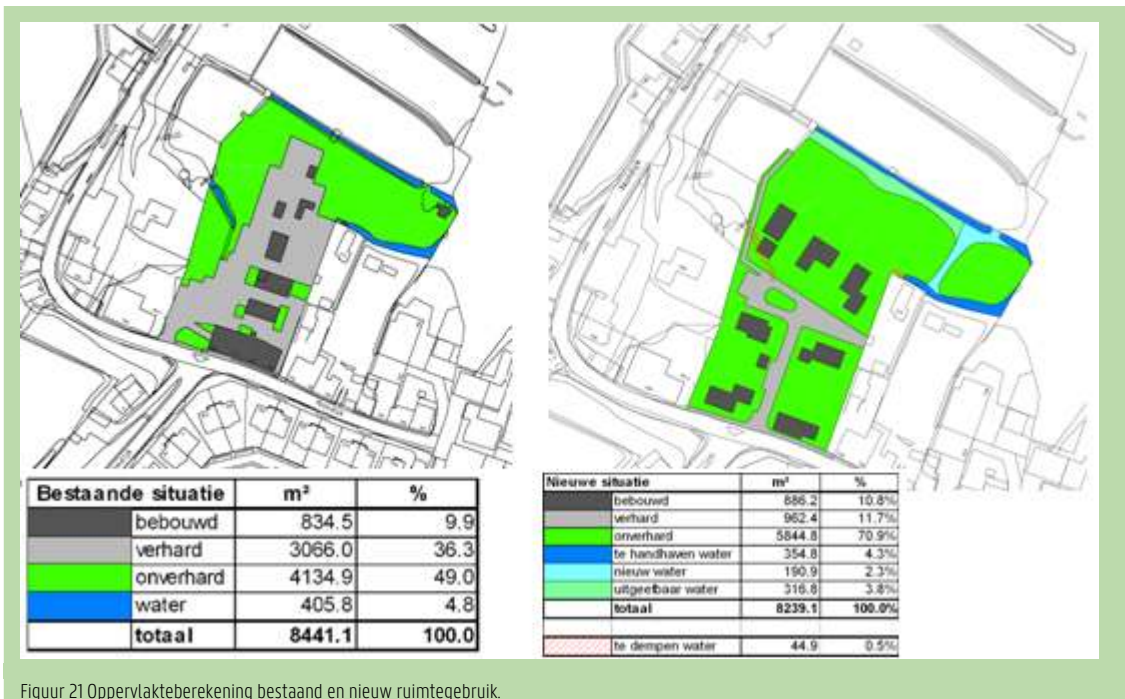 Bestaande situatie m² %
bebouwd 834.5 9.9
verhard 3066.0 36.3
onverhard 4134.9 49.0
water 405.8 4.8
totaal 8441.1 100.0
Nieuwe situatie m² %
bebouwd 886.2 10.8%
verhard 962.4 11.7%
onverhard 5844.8 70.9%
te handhaven water 354.8 4.3%
nieuw water 190.9 2.3%
uitgeefbaar water 316.8 3.8%
totaal 8239.1 100.0%
te dempen water 44.9 0.5%
Figuur 21 Oppervlakteberekening bestaand en nieuw ruimtegebruik.